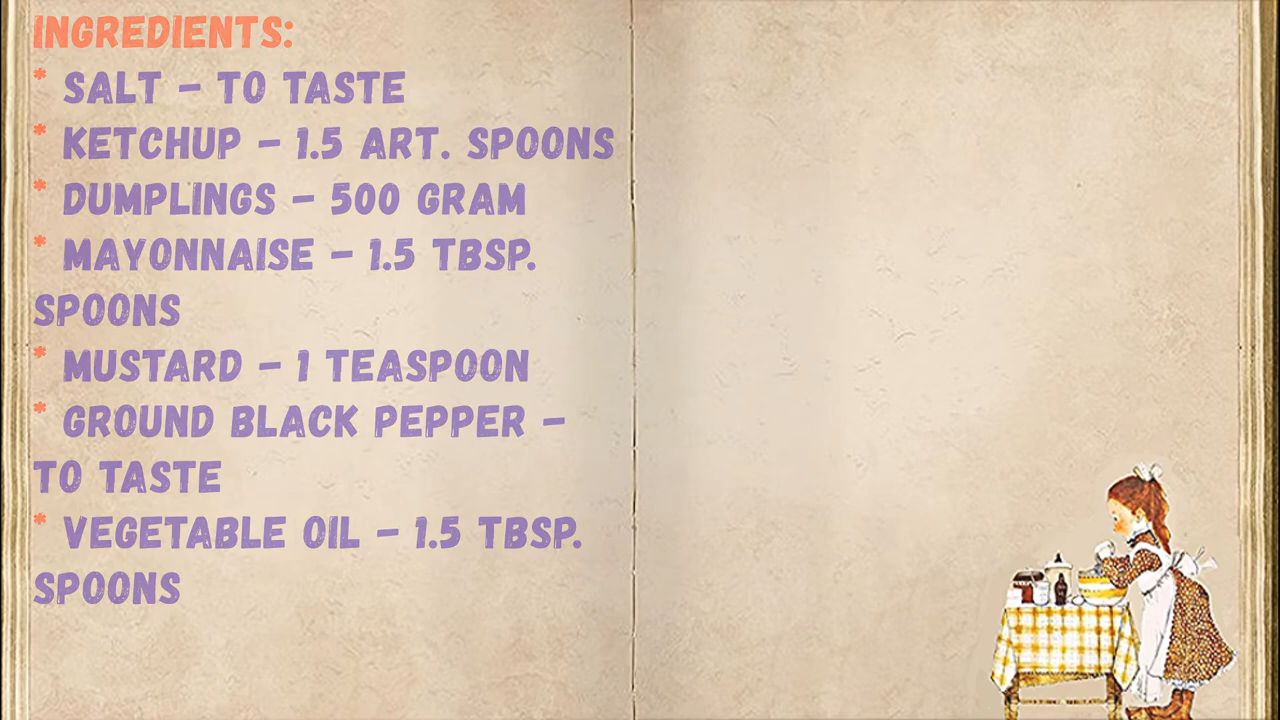 INGREDIENTS:
* SALT – TO TASTE
* KETCHUP – 1.5 ART. SPOONS
* DUMPLINGS – 500 GRAM
* MAYONNAISE – 1.5 TBSP.
SPOONS
* MUSTARD – 1 TEASPOON
* GROUND BLACK PEPPER –
TO TASTE
* VEGETABLE OIL – 1.5 TBSP.
SPOONS